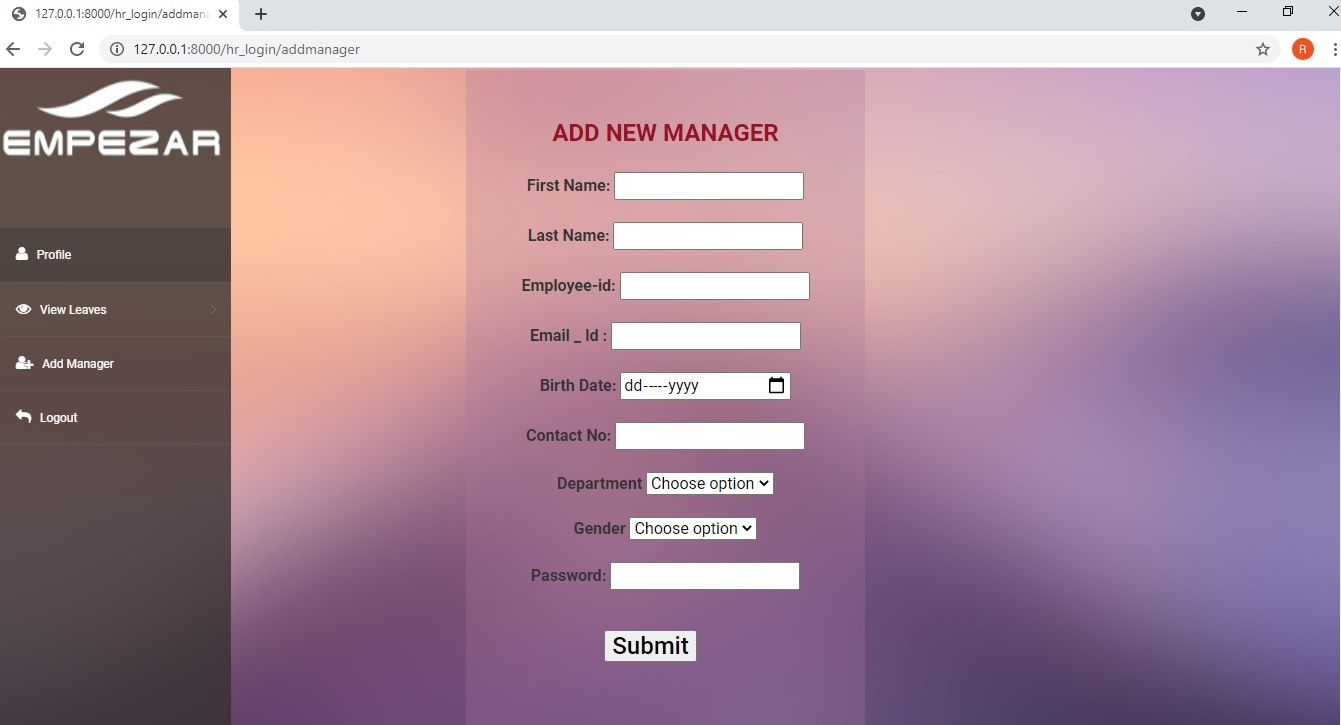 127.0.0.1:8000/hr_login/addmana
127.0.0.1:8000/hr_login/addmanager
R
EMPEZAR
Profile
View Leaves
Add Manager
Logout
ADD NEW MANAGER
First Name:
Last Name:
Employee-id:
Email _ Id :
Birth Date: dd-----yyyy
Contact No:
Department Choose option
Gender Choose option
Password:
Submit